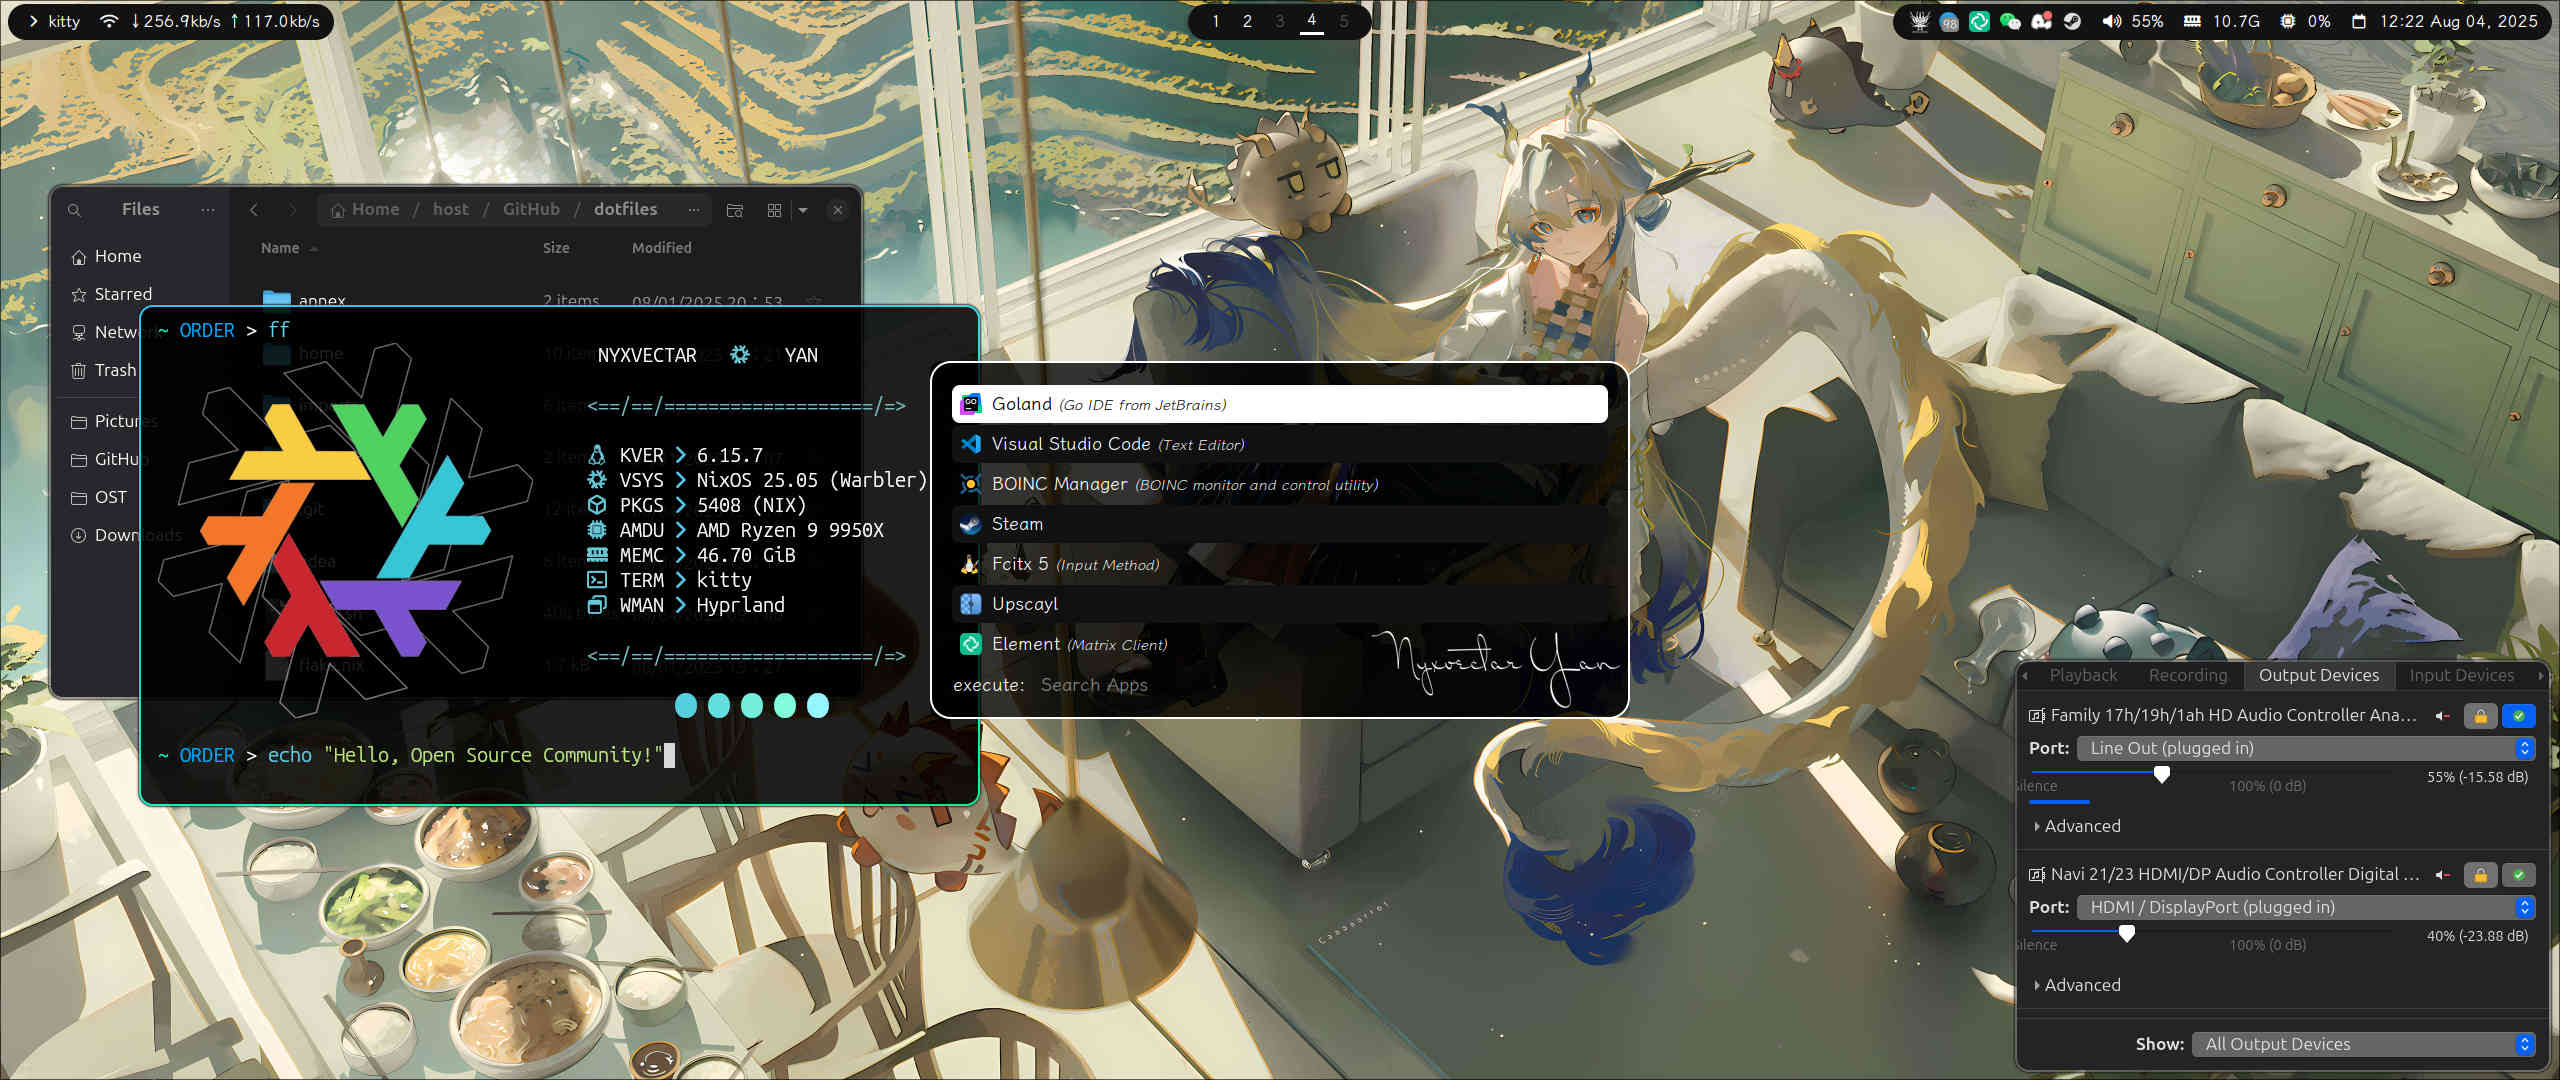 kitty ↓256.9kb/s ↑117.0kb/s
1 2 3 4 5
98 55% 10.7G 0% 12:22 Aug 04, 2025
Files
Home / host / GitHub / dotfiles
Name Size Modified
Home
Starred
Trash
GitHub
OST
Downloads
annex 2 items 08/01/2025 20:53
home
~ ORDER > ff
NYXVECTAR YAN
<==/==/===================/=>
KVER > 6.15.7
VSYS > NixOS 25.05 (Warbler)
PKGS > 5408 (NIX)
AMDU > AMD Ryzen 9 9950X
MEMC > 46.70 GiB
TERM > kitty
WMAN > Hyprland
<==/==/===================/=>
~ ORDER > echo "Hello, Open Source Community!"
Goland (Go IDE from JetBrains)
Visual Studio Code (Text Editor)
BOINC Manager (BOINC monitor and control utility)
Steam
Fcitx 5 (Input Method)
Upscayl
Element (Matrix Client)
execute: Search Apps
Nyxvectar Yan
Playback Recording Output Devices Input Devices
Family 17h/19h/1ah HD Audio Controller Ana...
Port: Line Out (plugged in)
55% (-15.58 dB)
ilence 100% (0 dB)
Advanced
Navi 21/23 HDMI/DP Audio Controller Digital ...
Port: HDMI / DisplayPort (plugged in)
40% (-23.88 dB)
ilence 100% (0 dB)
Advanced
Show: All Output Devices